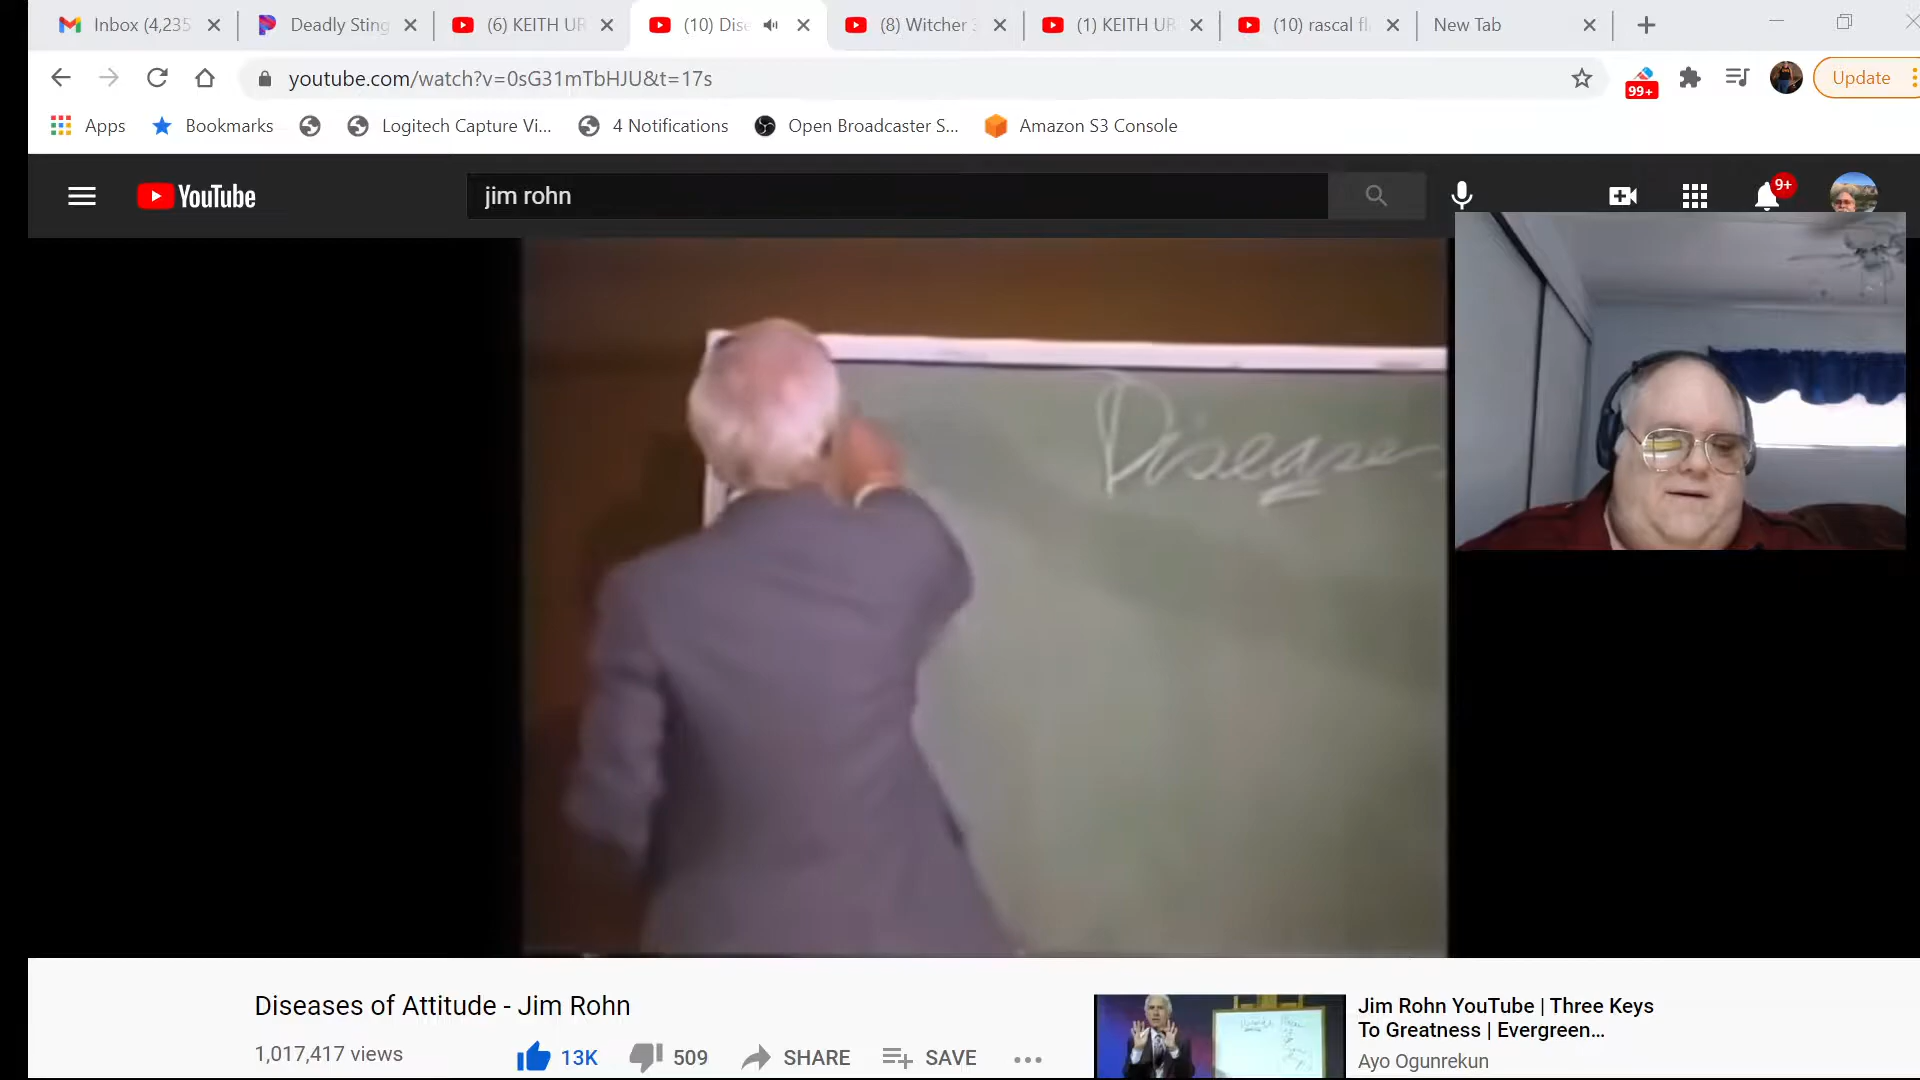 Inbox (4,235
Deadly Sting
(6) KEITH UR
(10) Dise
(8) Witcher 3
(1) KEITH UR
(10) rascal fl
New Tab
youtube.com/watch?v=0sG31mTbHJU&t=17s
99+
Update
Apps
Bookmarks
Logitech Capture Vi...
4 Notifications
Open Broadcaster S...
Amazon S3 Console
YouTube
jim rohn
9+
Diseases
Diseases of Attitude - Jim Rohn
1,017,417 views
13K
509
SHARE
SAVE
Jim Rohn YouTube | Three Keys
To Greatness | Evergreen...
Ayo Ogunrekun